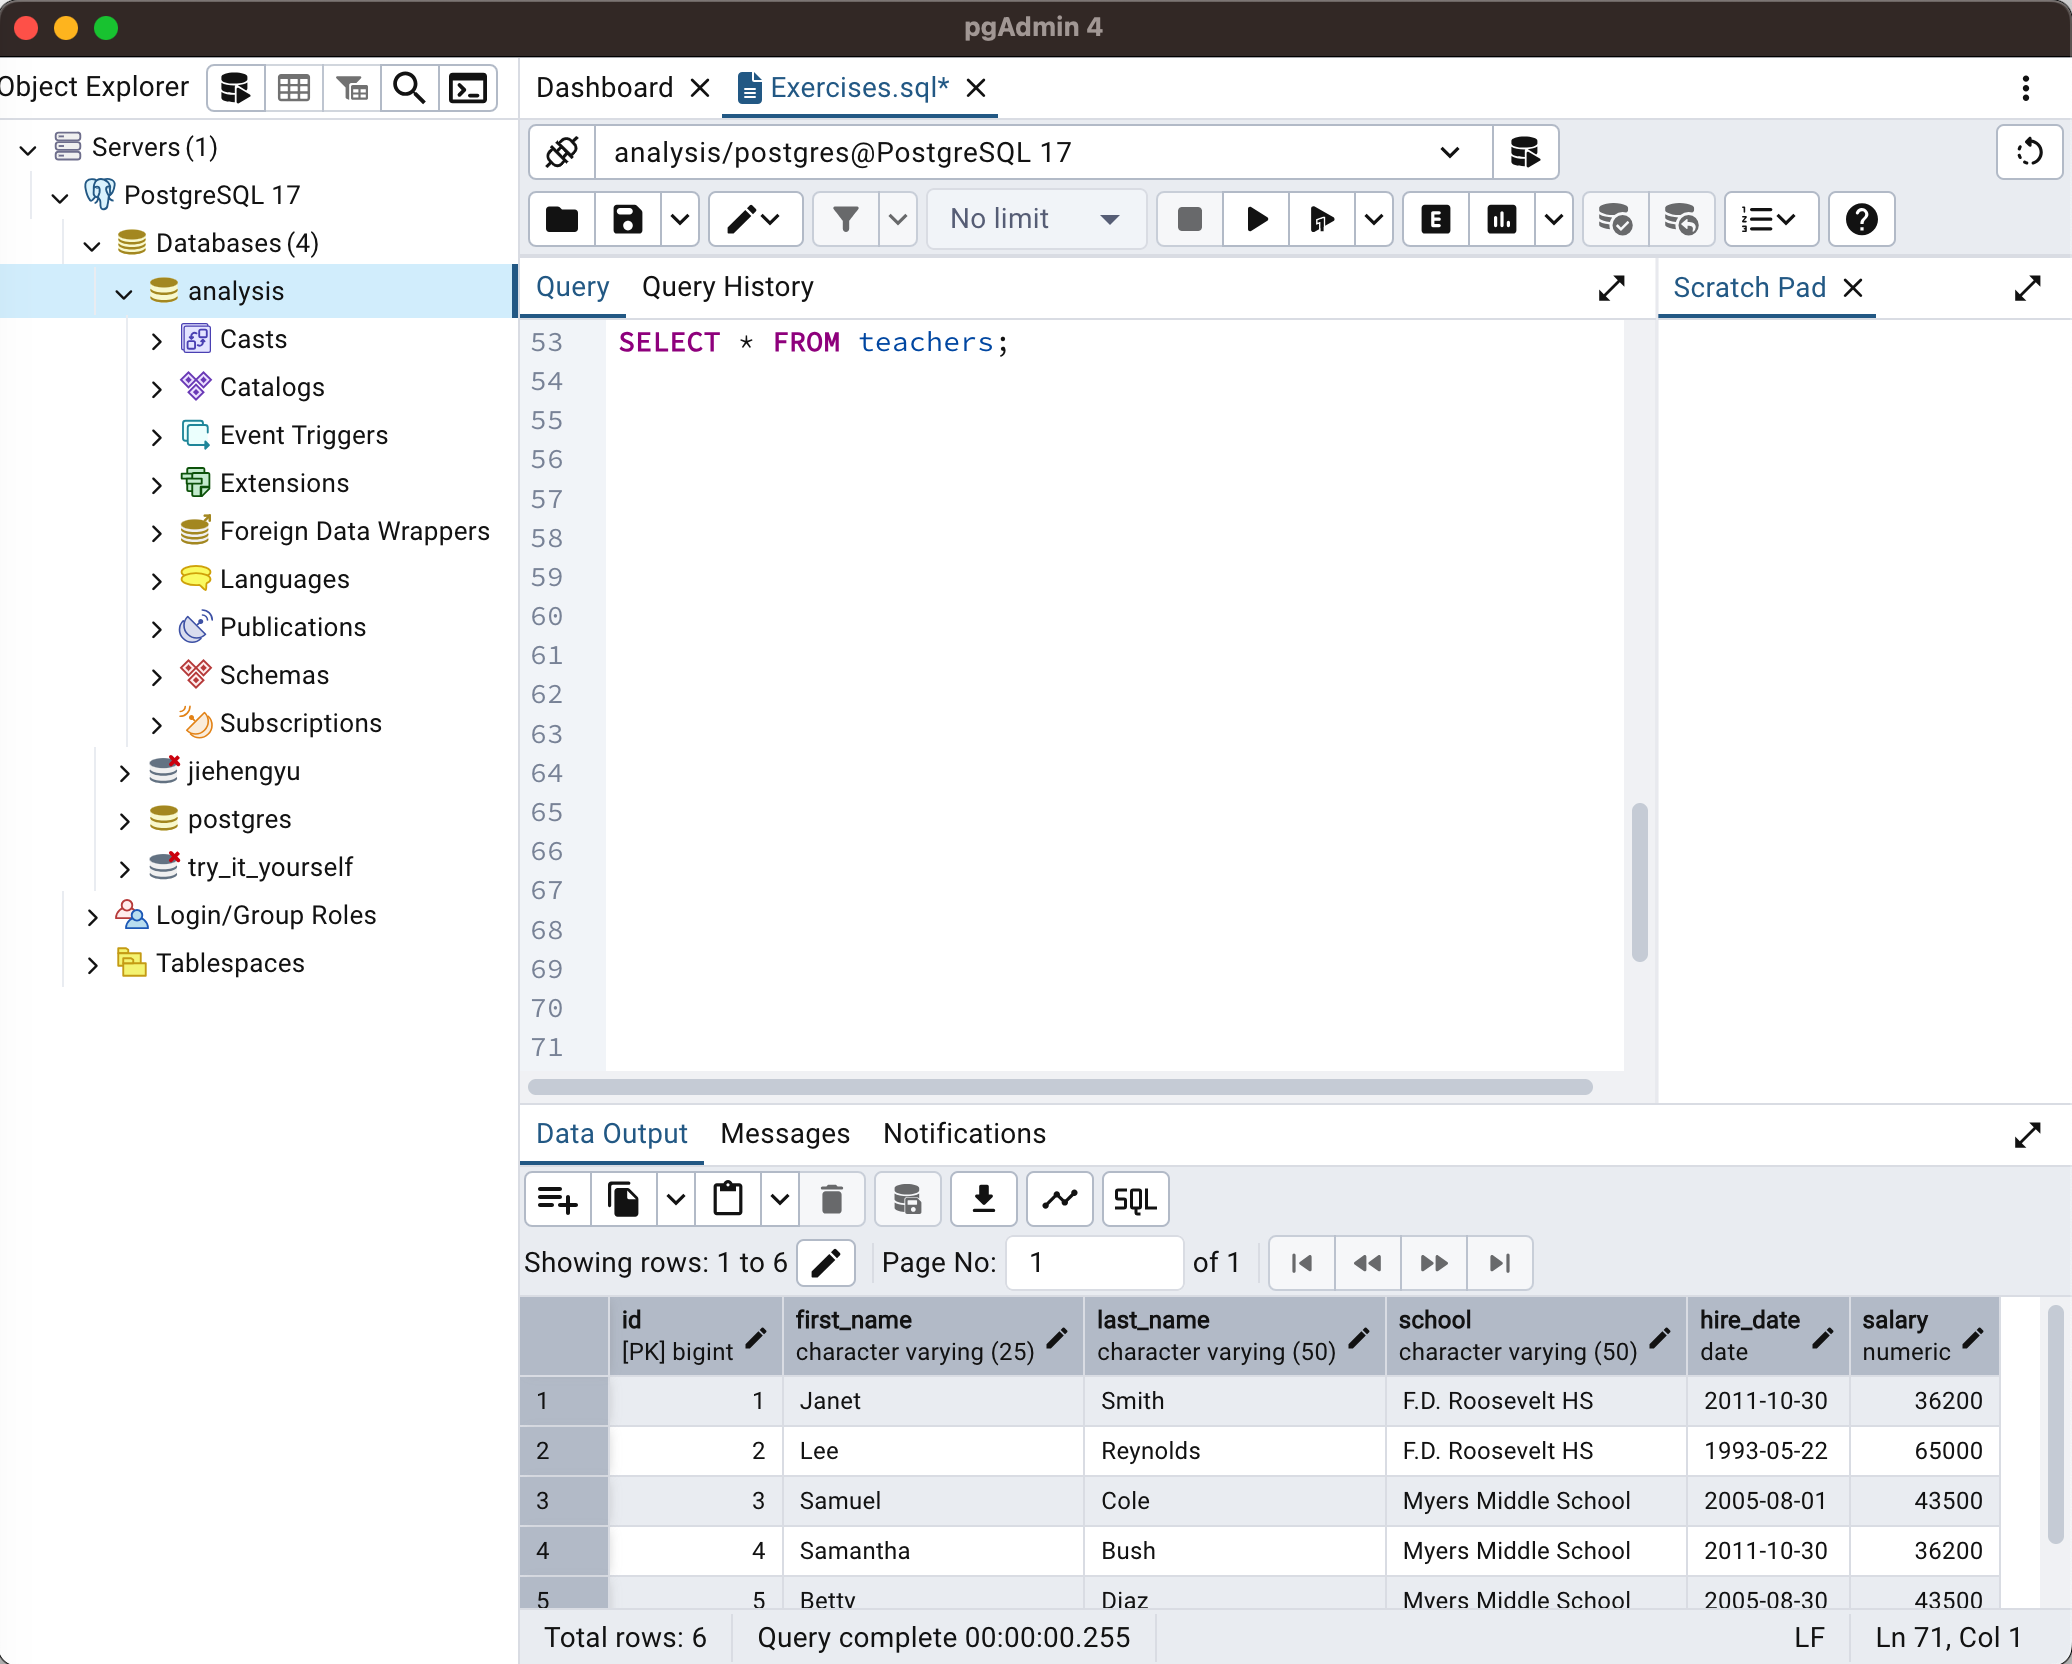 pgAdmin 4
Object Explorer
Dashboard
Exercises.sql*
Servers (1)
PostgreSQL 17
Databases (4)
analysis
Casts
Catalogs
Event Triggers
Extensions
Foreign Data Wrappers
Languages
Publications
Schemas
Subscriptions
jiehengyu
postgres
try_it_yourself
Login/Group Roles
Tablespaces
analysis/postgres@PostgreSQL 17
No limit
E
Query
Query History
Scratch Pad
53 SELECT * FROM teachers;
54
55
56
57
58
59
60
61
62
63
64
65
66
67
68
69
70
71
Data Output
Messages
Notifications
SQL
Showing rows: 1 to 6
Page No: 1 of 1
id first_name last_name school hire_date salary
[PK] bigint character varying (25) character varying (50) character varying (50) date numeric
1 1 Janet Smith F.D. Roosevelt HS 2011-10-30 36200
2 2 Lee Reynolds F.D. Roosevelt HS 1993-05-22 65000
3 3 Samuel Cole Myers Middle School 2005-08-01 43500
4 4 Samantha Bush Myers Middle School 2011-10-30 36200
5 5 Betty Diaz Myers Middle School 2005-08-30 43500
Total rows: 6
Query complete 00:00:00.255
LF
Ln 71, Col 1